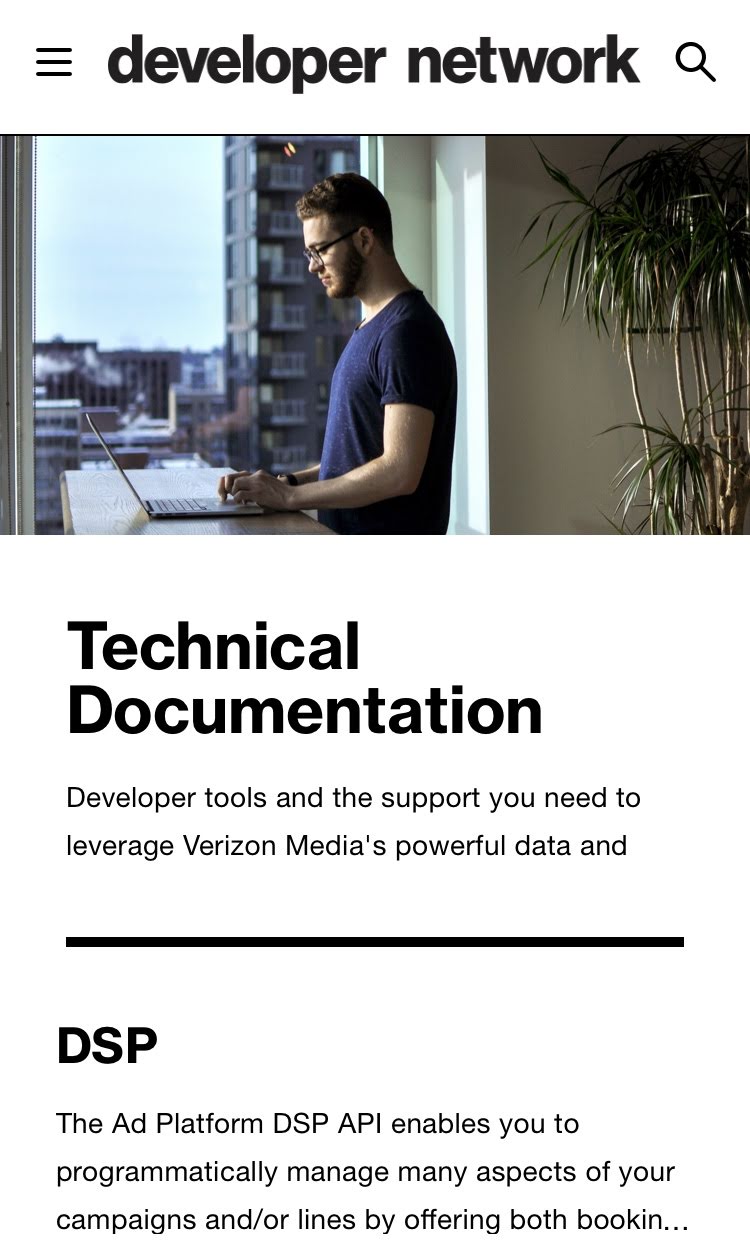 developer network
Technical
Documentation
Developer tools and the support you need to
leverage Verizon Media's powerful data and
DSP
The Ad Platform DSP API enables you to
programmatically manage many aspects of your
campaigns and/or lines by offering both bookin...